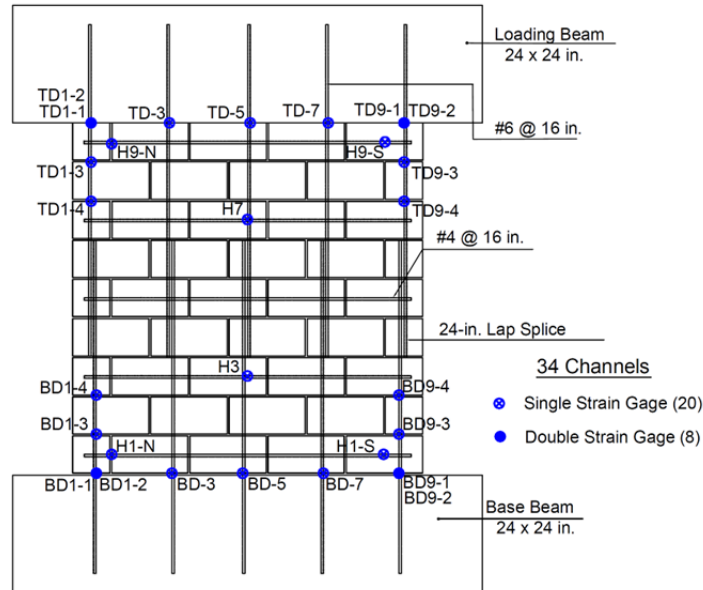 Loading Beam
24 x 24 in.
TD1-2
TD1-1
TD-3
TD-5
TD-7
TD9-1
TD9-2
#6 @ 16 in.
H9-N
H9-S
TD1-3
TD9-3
TD1-4
H7
TD9-4
#4 @ 16 in.
24-in. Lap Splice
H3
34 Channels
BD1-4
BD9-4
Single Strain Gage (20)
BD1-3
BD9-3
Double Strain Gage (8)
H1-N
H1-S
BD1-1
BD1-2
BD-3
BD-5
BD-7
BD9-1
BD9-2
Base Beam
24 x 24 in.